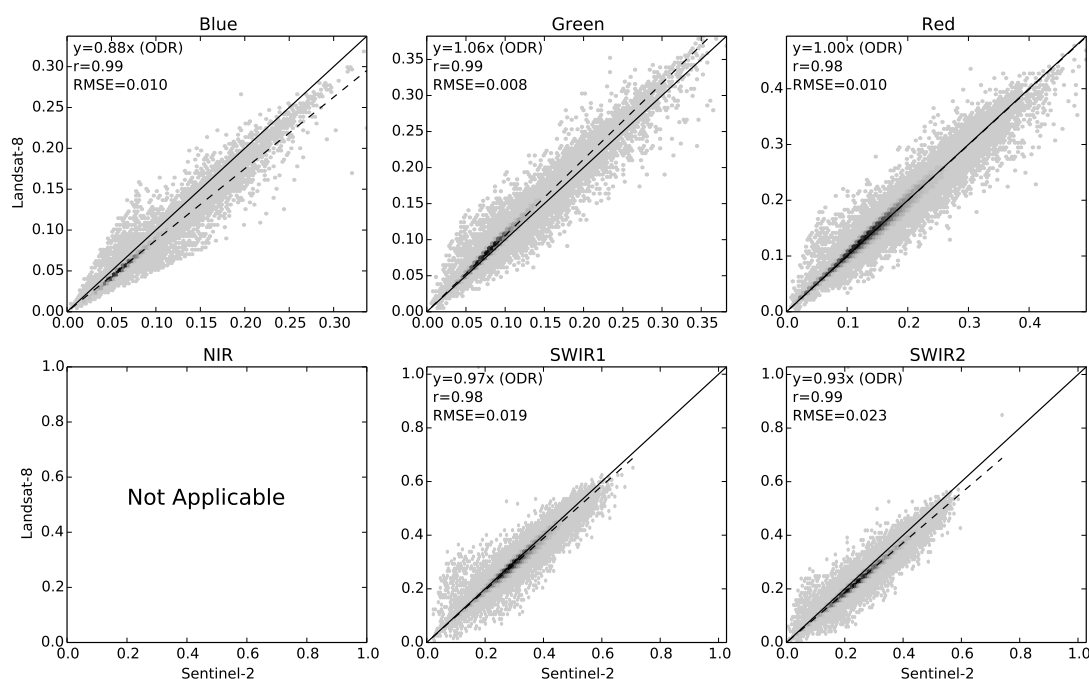 Blue
y=0.88x (ODR)
r=0.99
RMSE=0.010
0.30
0.25
0.20
0.15
0.10
0.05
0.00
Landsat-8
0.00 0.05 0.10 0.15 0.20 0.25 0.30
Green
y=1.06x (ODR)
r=0.99
RMSE=0.008
0.35
0.30
0.25
0.20
0.15
0.10
0.05
0.00
0.00 0.05 0.10 0.15 0.20 0.25 0.30 0.35
Red
y=1.00x (ODR)
r=0.98
RMSE=0.010
0.4
0.3
0.2
0.1
0.0
0.0 0.1 0.2 0.3 0.4
NIR
1.0
0.8
0.6
0.4
0.2
0.0
Landsat-8
Not Applicable
0.0 0.2 0.4 0.6 0.8 1.0
Sentinel-2
SWIR1
y=0.97x (ODR)
r=0.98
RMSE=0.019
1.0
0.8
0.6
0.4
0.2
0.0
0.0 0.2 0.4 0.6 0.8 1.0
Sentinel-2
SWIR2
y=0.93x (ODR)
r=0.99
RMSE=0.023
1.0
0.8
0.6
0.4
0.2
0.0
0.0 0.2 0.4 0.6 0.8 1.0
Sentinel-2